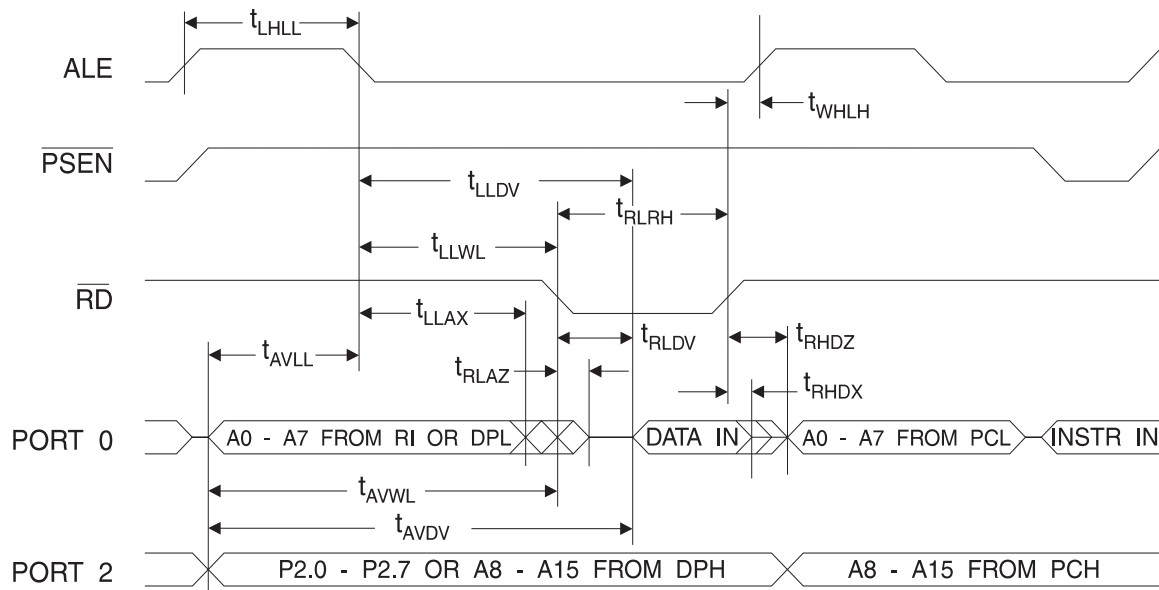 tLHLL
ALE
tWHLH
PSEN
tLLDV
tRLRH
tLLWL
RD
tLLAX
tRLDV
tRHDZ
tAVLL
tRLAZ
tRHDX
PORT 0
A0 - A7 FROM RI OR DPL
DATA IN
A0 - A7 FROM PCL
INSTR IN
tAVWL
tAVDV
PORT 2
P2.0 - P2.7 OR A8 - A15 FROM DPH
A8 - A15 FROM PCH